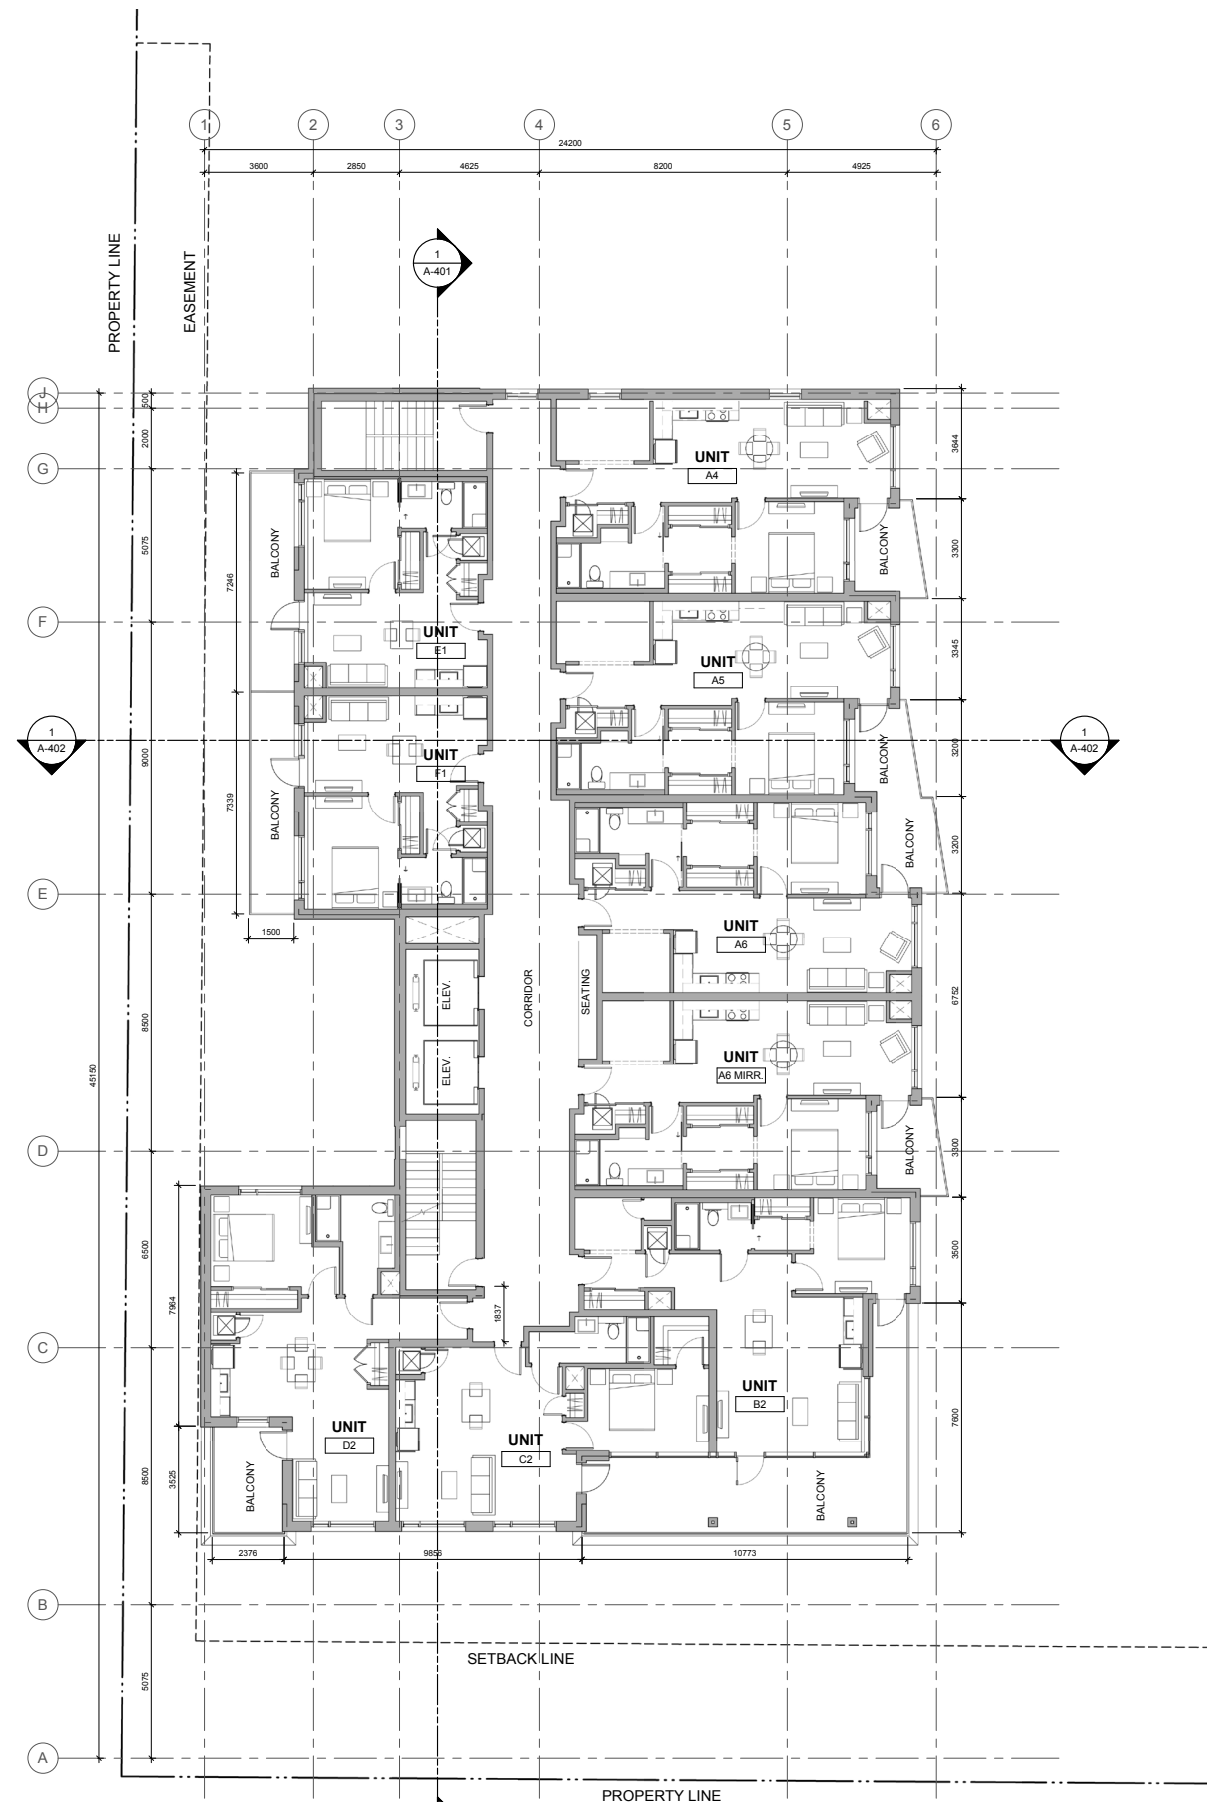 1
2
3
4
5
6
24200
3600
2850
4625
8200
4925
PROPERTY LINE
EASEMENT
1
A-401
J
H
G
F
E
D
C
B
A
500
2000
5075
9000
8500
6500
8500
5075
45150
7246
7339
1500
7964
3525
3644
3300
3345
3200
3200
6752
3300
3500
7600
UNIT
A4
BALCONY
BALCONY
UNIT
E1
UNIT
A5
1
A-402
1
A-402
UNIT
F1
BALCONY
BALCONY
BALCONY
UNIT
A6
ELEV.
CORRIDOR
SEATING
UNIT
A6 MIRR.
ELEV.
BALCONY
1837
UNIT
B2
UNIT
D2
UNIT
C2
BALCONY
BALCONY
2376
9856
10773
SETBACK LINE
PROPERTY LINE